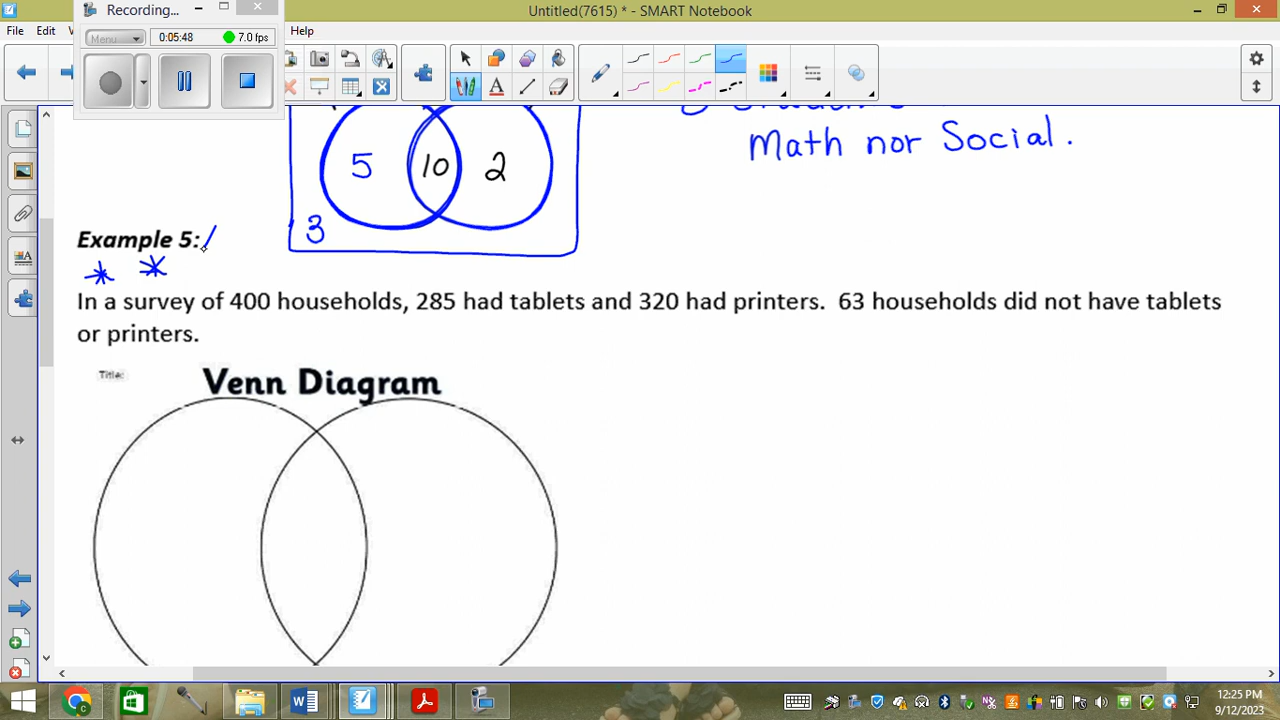 Recording...
Untitled(7615) * - SMART Notebook
Menu
0:05:48
7.0 fps
File
Edit
Help
5
10
2
3
Math nor Social.
Example 5:
In a survey of 400 households, 285 had tablets and 320 had printers. 63 households did not have tablets
or printers.
Title:
Venn Diagram
12:25 PM
9/12/2023